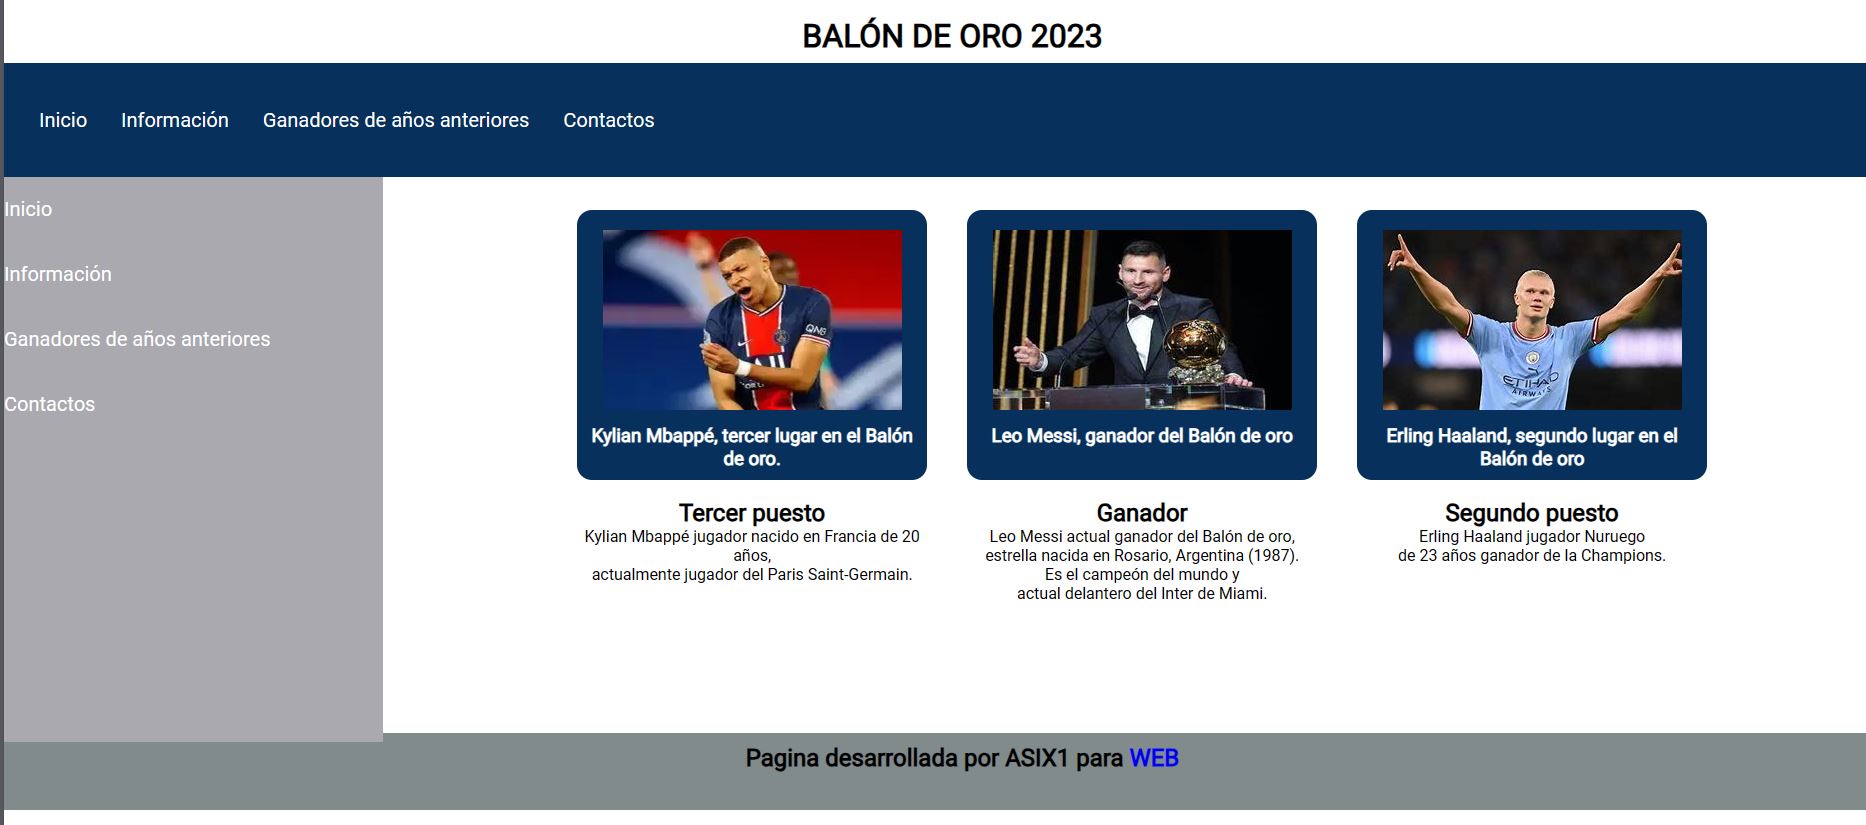 BALÓN DE ORO 2023
Inicio
Información
Ganadores de años anteriores
Contactos
Inicio
Información
Ganadores de años anteriores
Contactos
QNB
Kylian Mbappé, tercer lugar en el Balón
de oro.
Tercer puesto
Kylian Mbappé jugador nacido en Francia de 20
años,
actualmente jugador del Paris Saint-Germain.
Leo Messi, ganador del Balón de oro
Ganador
Leo Messi actual ganador del Balón de oro,
estrella nacida en Rosario, Argentina (1987).
Es el campeón del mundo y
actual delantero del Inter de Miami.
ETIHAD
AIRWAYS
Erling Haaland, segundo lugar en el
Balón de oro
Segundo puesto
Erling Haaland jugador Nuruego
de 23 años ganador de la Champions.
Pagina desarrollada por ASIX1 para WEB